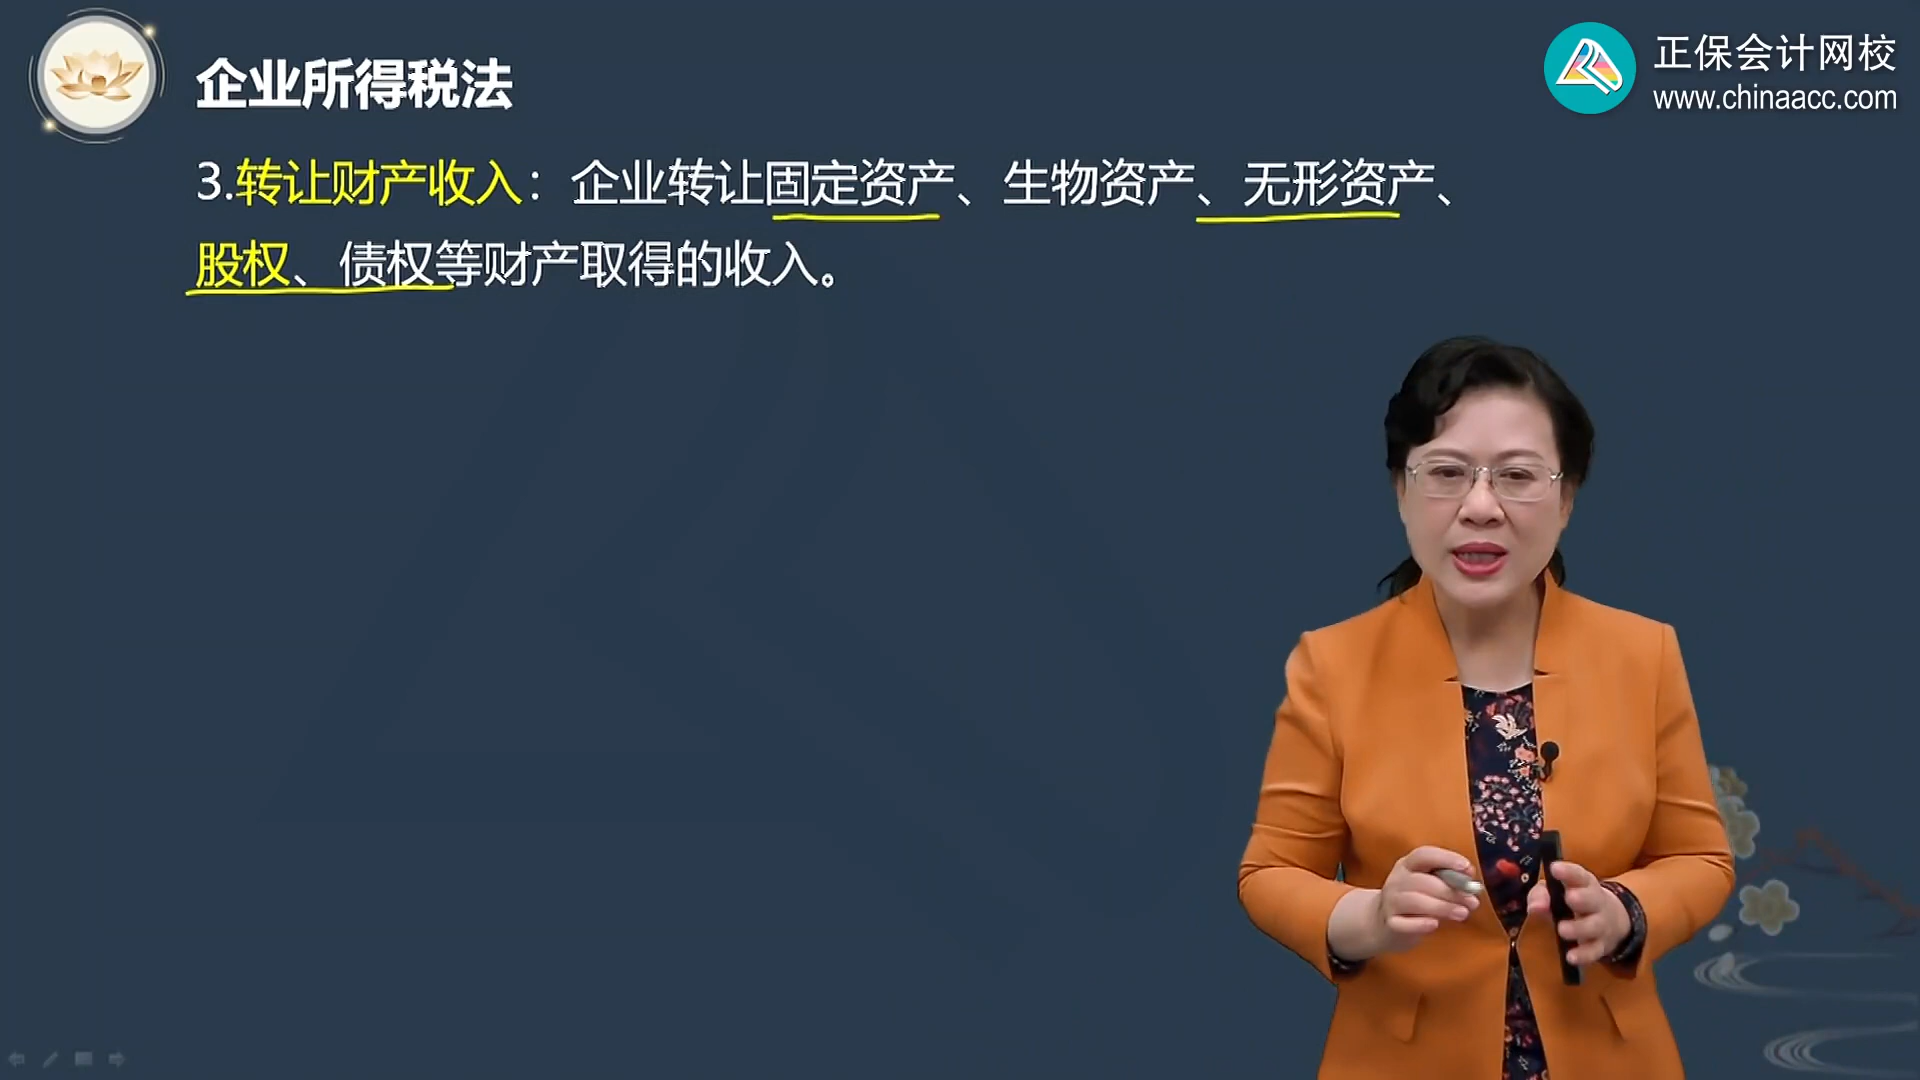 企业所得税法
正保会计网校
www.chinaacc.com
3.转让财产收入：企业转让固定资产、生物资产、无形资产、
股权、债权等财产取得的收入。